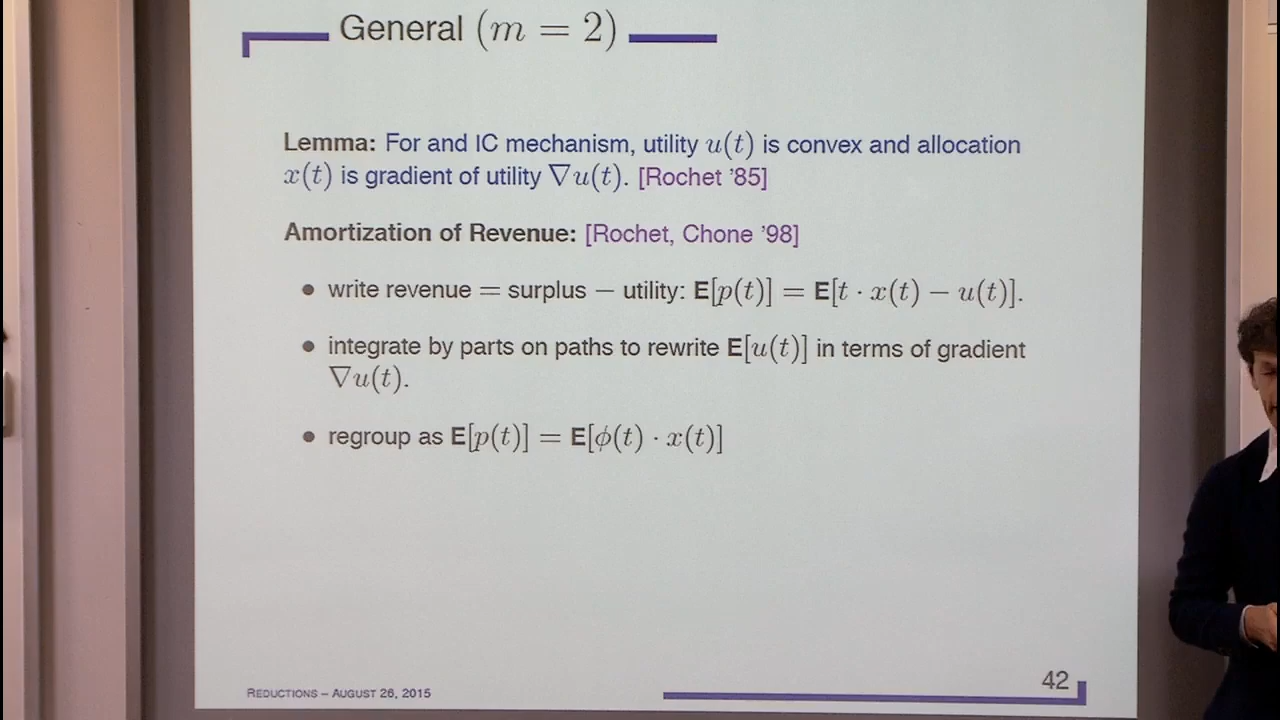 General (m = 2)
Lemma: For and IC mechanism, utility u(t) is convex and allocation
x(t) is gradient of utility ∇u(t). [Rochet '85]
Amortization of Revenue: [Rochet, Chone '98]
• write revenue = surplus − utility: E[p(t)] = E[t · x(t) − u(t)].
• integrate by parts on paths to rewrite E[u(t)] in terms of gradient
∇u(t).
• regroup as E[p(t)] = E[ϕ(t) · x(t)]
REDUCTIONS – AUGUST 26, 2015
42